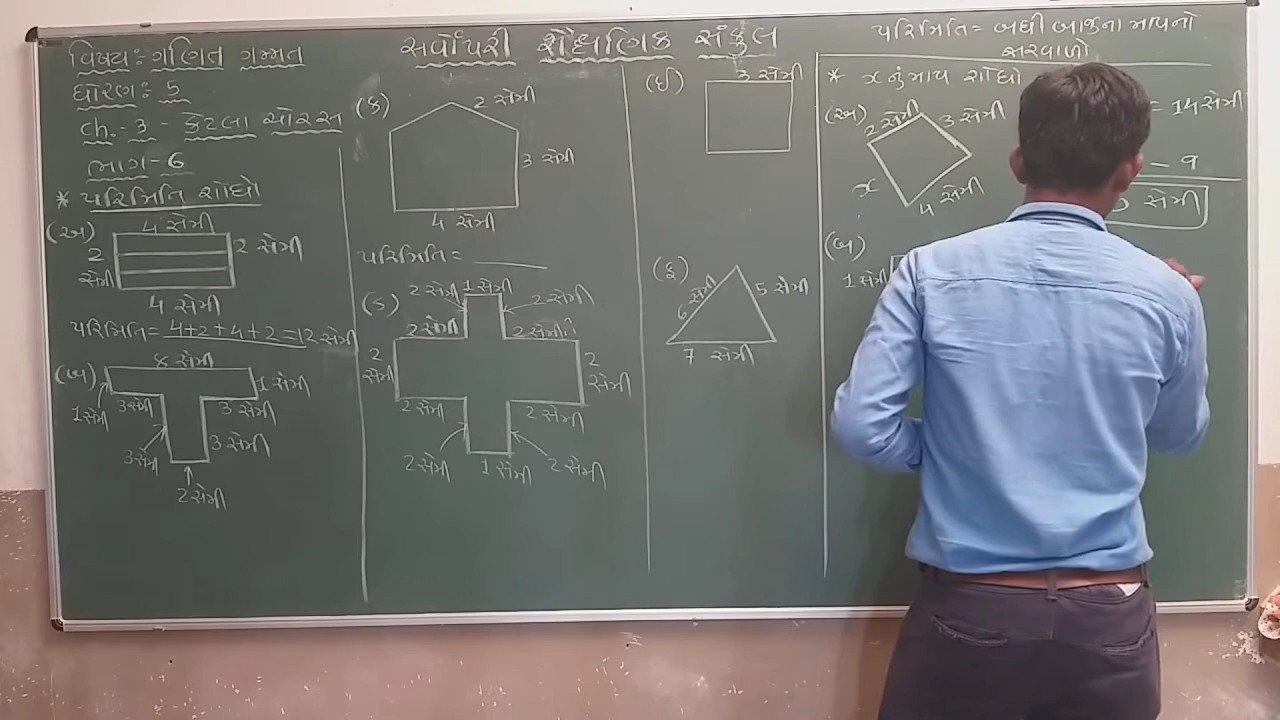 સર્વોપરી શૈક્ષણિક સંકુલ
વિષય: ગણિત ગમ્મત
ધોરણ: 5
ch.-3 - કેટલા ચોરસ
ભાગ-6
* પરિમિતિ શોધો
(અ)
4 સેમી
2 સેમી
2 સેમી
4 સેમી
પરિમિતિ = 4+2+4+2=12 સેમી
(બ)
8 સેમી
1 સેમી
1 સેમી
3 સેમી
3 સેમી
3 સેમી
3 સેમી
2 સેમી
(ક)
2 સેમી
3 સેમી
4 સેમી
પરિમિતિ =
(ડ)
2 સેમી
1 સેમી
2 સેમી
2 સેમી
2 સેમી
2 સેમી
2 સેમી
2 સેમી
2 સેમી
2 સેમી
1 સેમી
2 સેમી
(ઈ)
3 સેમી
(ફ)
6 સેમી
5 સેમી
7 સેમી
પરિમિતિ = બધી બાજુના માપનો
સરવાળો
* x નું માપ શોધો
(અ)
2 સેમી
3 સેમી
x
4 સેમી
= 14 સેમી
- 9
સેમી
(બ)
1 સેમી